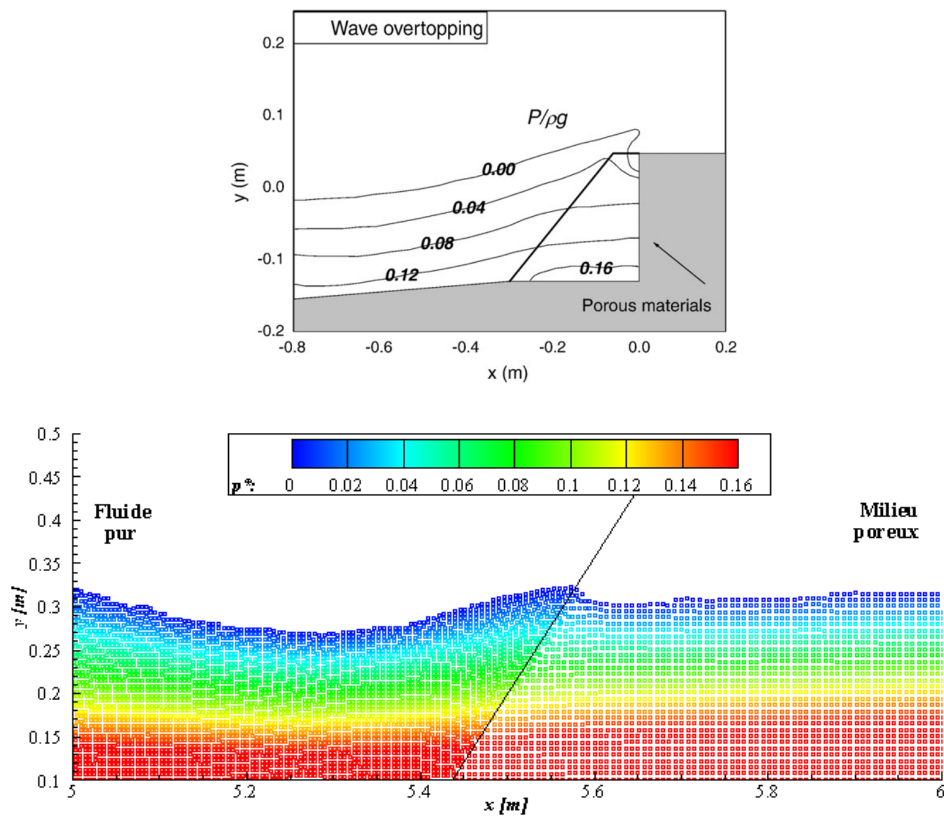 Wave overtopping
P/ρg
0.2
0.1
0.0
-0.1
-0.2
y (m)
0.00
0.04
0.08
0.12
0.16
Porous materials
-0.8 -0.6 -0.4 -0.2 0.0 0.2
x (m)
0.5
0.45
0.4
0.35
0.3
0.25
0.2
0.15
0.1
y [m]
p*: 0 0.02 0.04 0.06 0.08 0.1 0.12 0.14 0.16
Fluide
pur
Milieu
poreux
5 5.2 5.4 5.6 5.8 6
x [m]